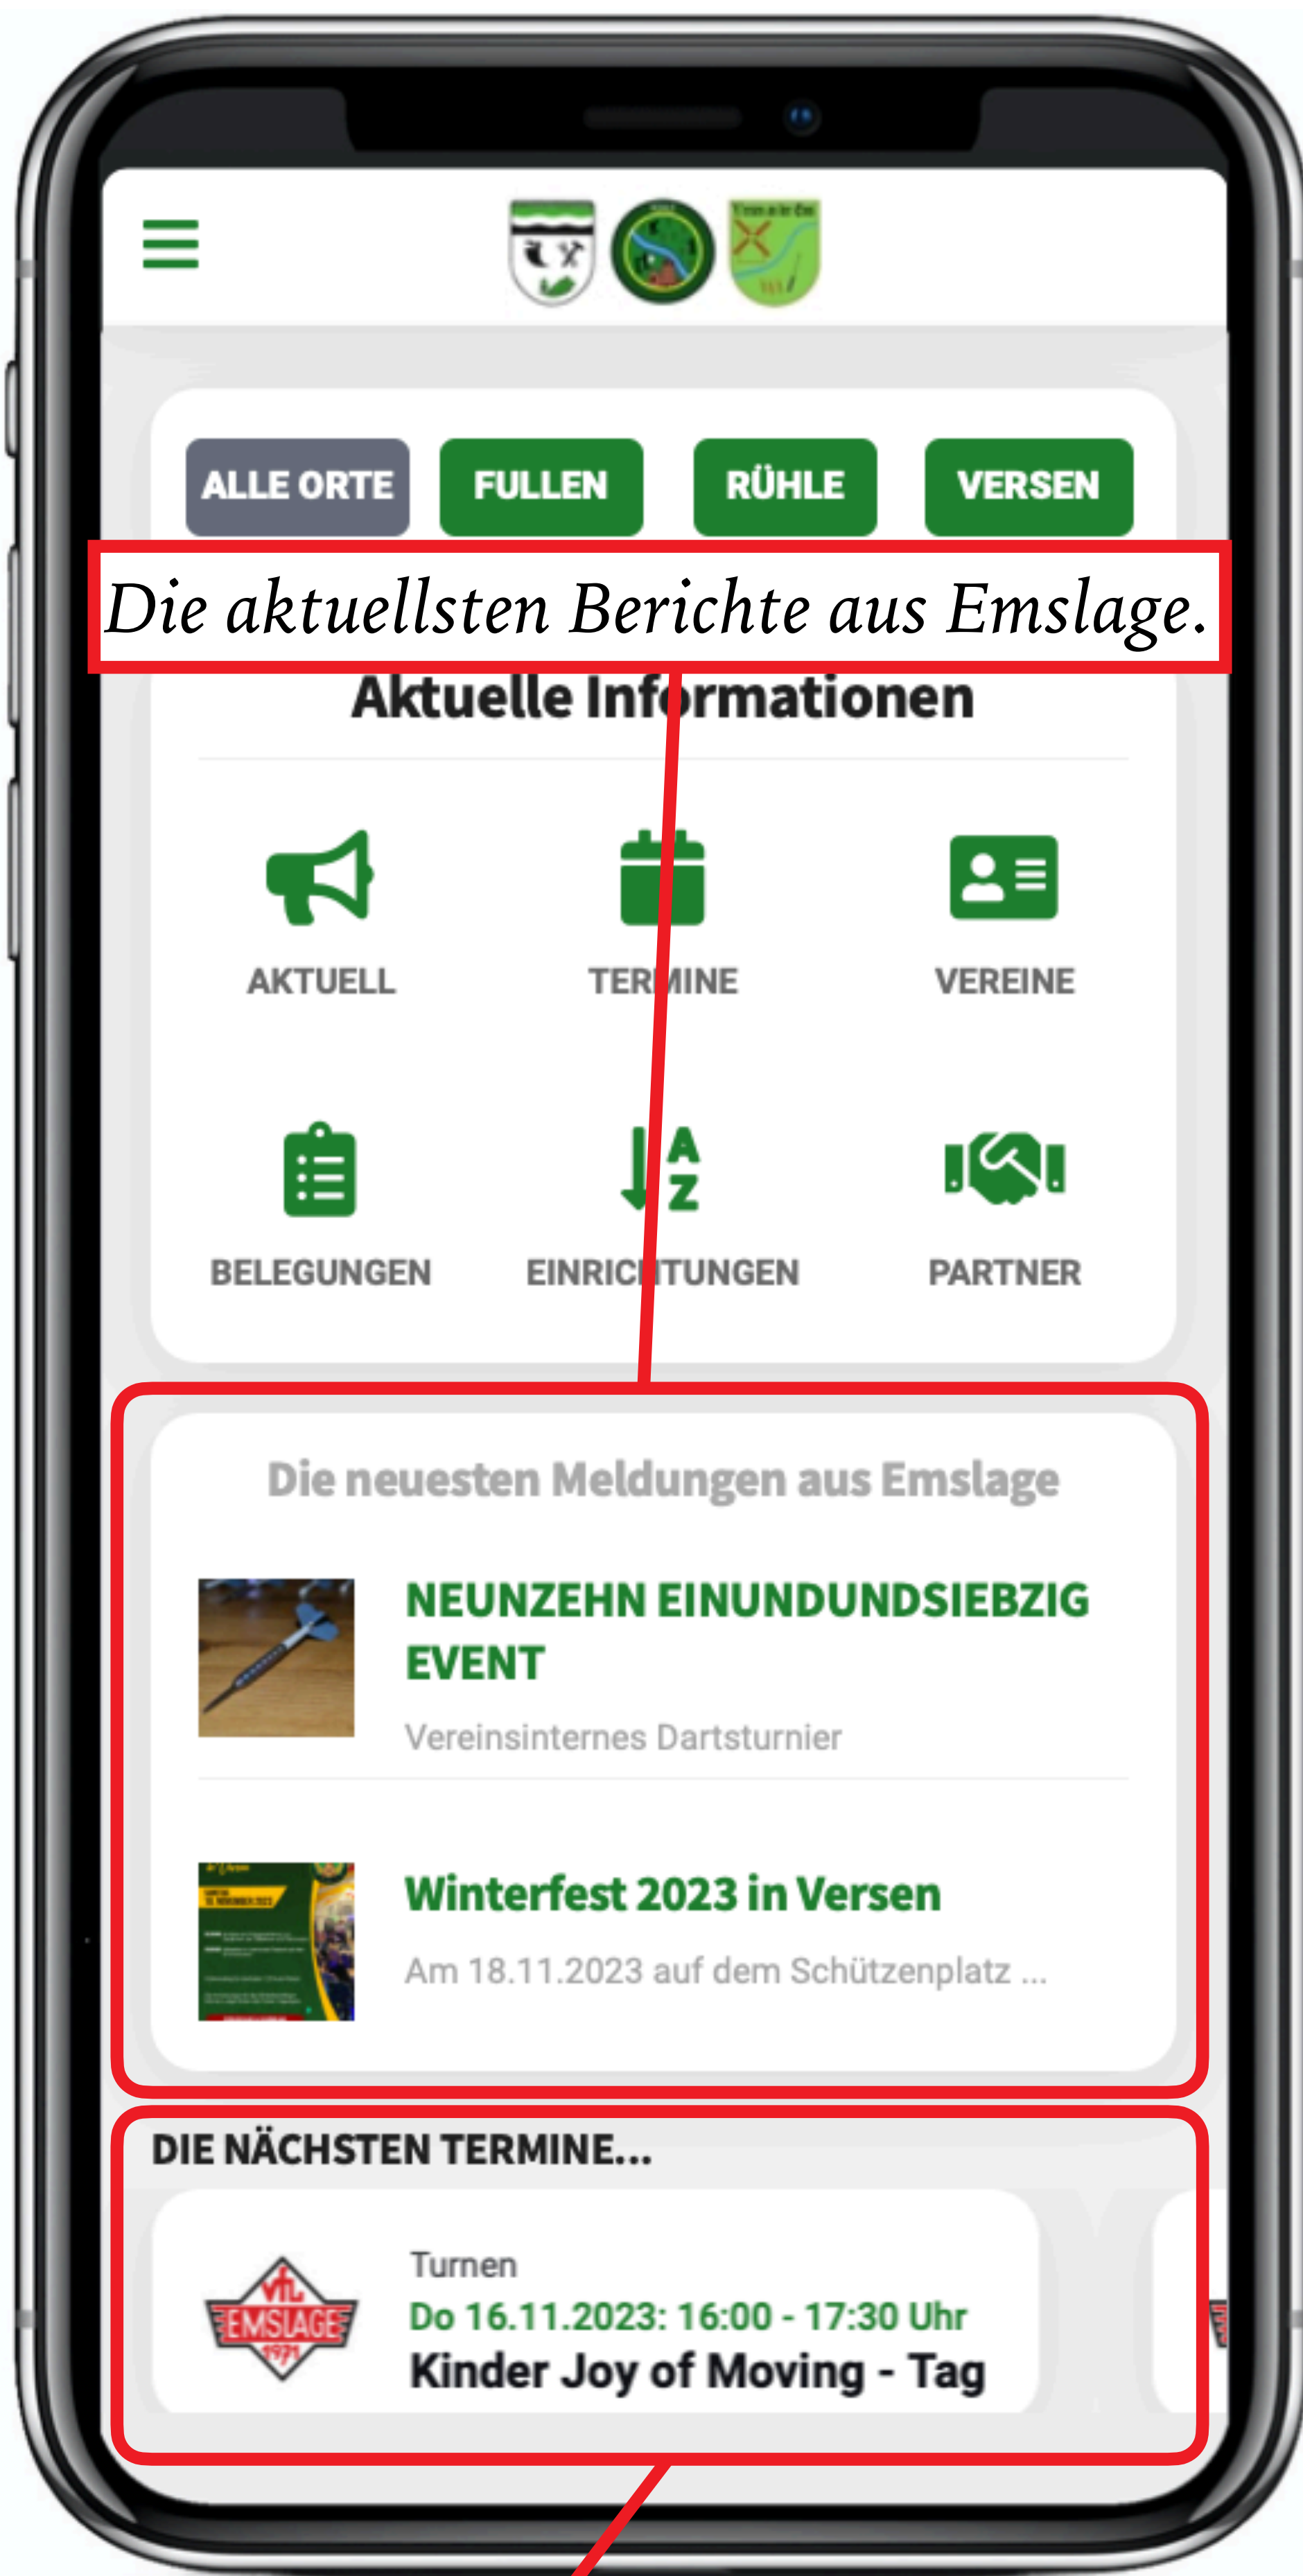 ALLE ORTE FULLEN RÜHLE VERSEN
Die aktuellsten Berichte aus Emslage.
Aktuelle Informationen
AKTUELL TERMINE VEREINE
A
Z
BELEGUNGEN EINRICHTUNGEN PARTNER
Die neuesten Meldungen aus Emslage
NEUNZEHN EINUNDUNDSIEBZIG
EVENT
Vereinsinternes Dartsturnier
Winterfest 2023 in Versen
Am 18.11.2023 auf dem Schützenplatz ...
DIE NÄCHSTEN TERMINE...
VfL
EMSLAGE
1971
Turnen
Do 16.11.2023: 16:00 - 17:30 Uhr
Kinder Joy of Moving - Tag